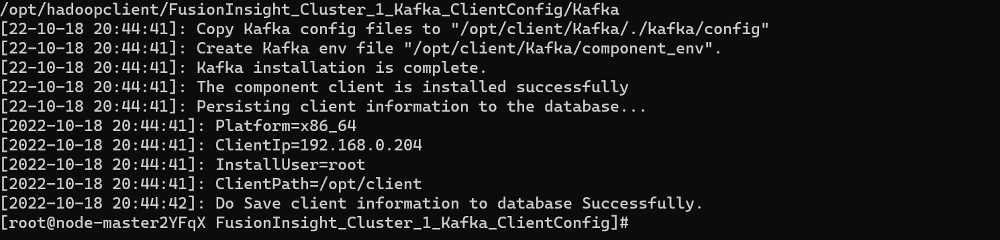 /opt/hadoopclient/FusionInsight_Cluster_1_Kafka_ClientConfig/Kafka
[22-10-18 20:44:41]: Copy Kafka config files to "/opt/client/Kafka/./kafka/config"
[22-10-18 20:44:41]: Create Kafka env file "/opt/client/Kafka/component_env".
[22-10-18 20:44:41]: Kafka installation is complete.
[22-10-18 20:44:41]: The component client is installed successfully
[22-10-18 20:44:41]: Persisting client information to the database...
[2022-10-18 20:44:41]: Platform=x86_64
[2022-10-18 20:44:41]: ClientIp=192.168.0.204
[2022-10-18 20:44:41]: InstallUser=root
[2022-10-18 20:44:41]: ClientPath=/opt/client
[2022-10-18 20:44:42]: Do Save client information to database Successfully.
[root@node-master2YFqX FusionInsight_Cluster_1_Kafka_ClientConfig]#